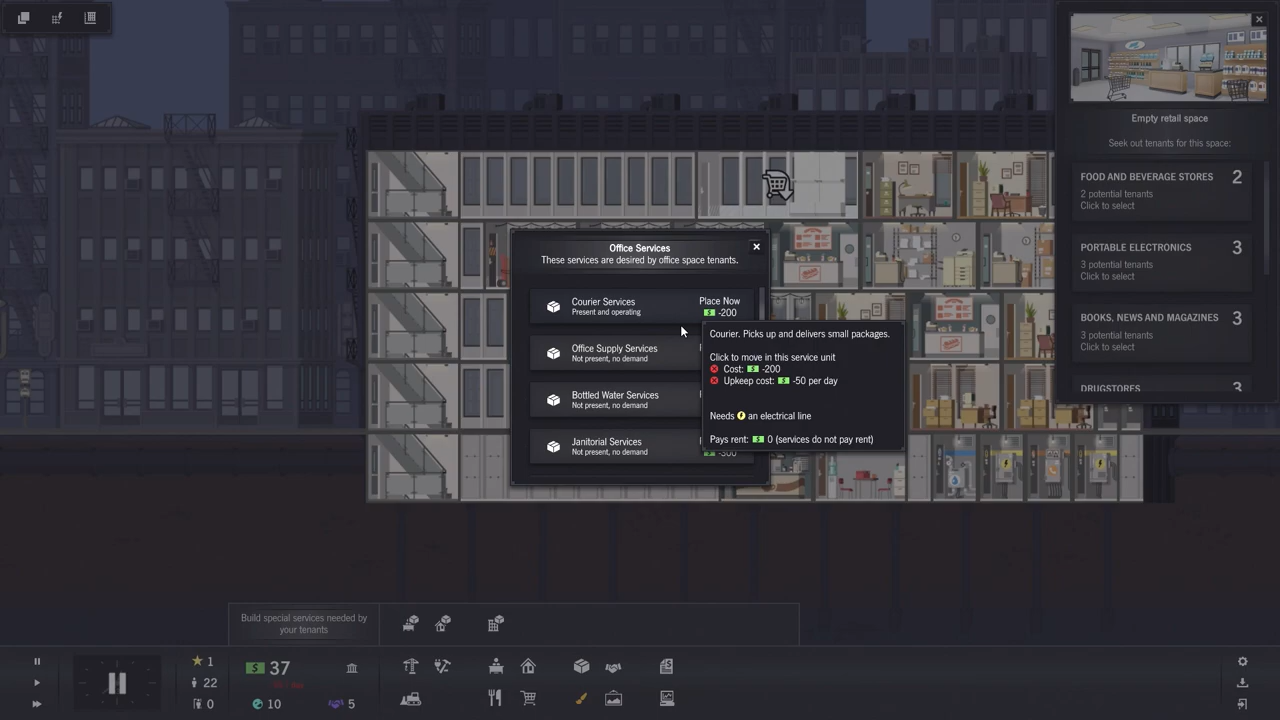 Empty retail space
Seek out tenants for this space:
FOOD AND BEVERAGE STORES 2
2 potential tenants
Click to select
PORTABLE ELECTRONICS 3
3 potential tenants
Click to select
BOOKS, NEWS AND MAGAZINES 3
3 potential tenants
Click to select
DRUGSTORES 3
Office Services
These services are desired by office space tenants.
Courier Services Place Now
Present and operating $ -200
Office Supply Services
Not present, no demand
Bottled Water Services
Not present, no demand
Janitorial Services
Not present, no demand $ -300
Courier. Picks up and delivers small packages.
Click to move in this service unit
Cost: $ -200
Upkeep cost: $ -50 per day
Needs an electrical line
Pays rent: $ 0 (services do not pay rent)
Build special services needed by
your tenants
1
22
0
$ 37
10
5